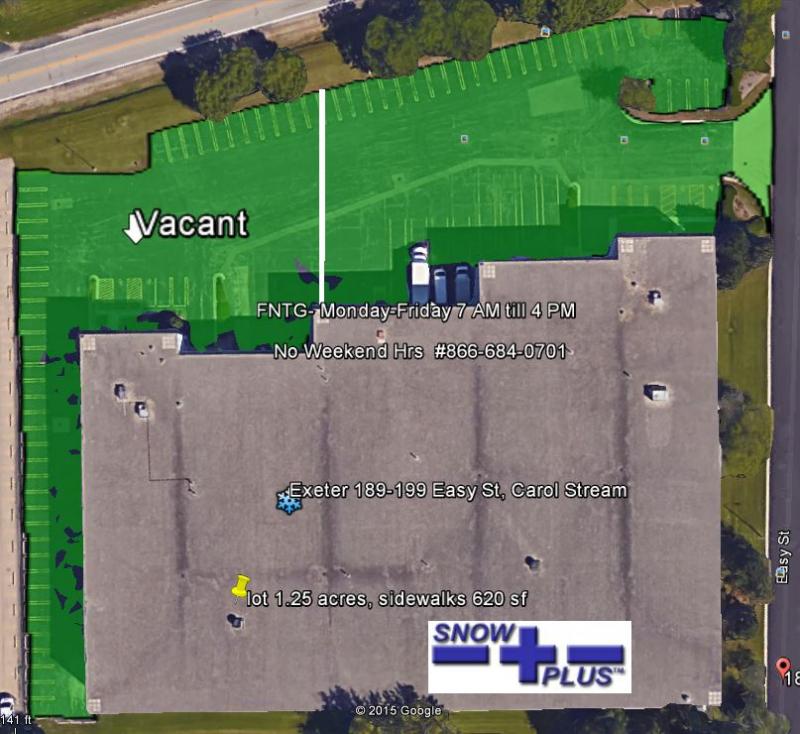 Vacant
FNTG- Monday-Friday 7 AM till 4 PM
No Weekend Hrs #866-684-0701
Exeter 189-199 Easy St, Carol Stream
Easy St
lot 1.25 acres, sidewalks 620 sf
SNOW
PLUS™
18
© 2015 Google
141 ft